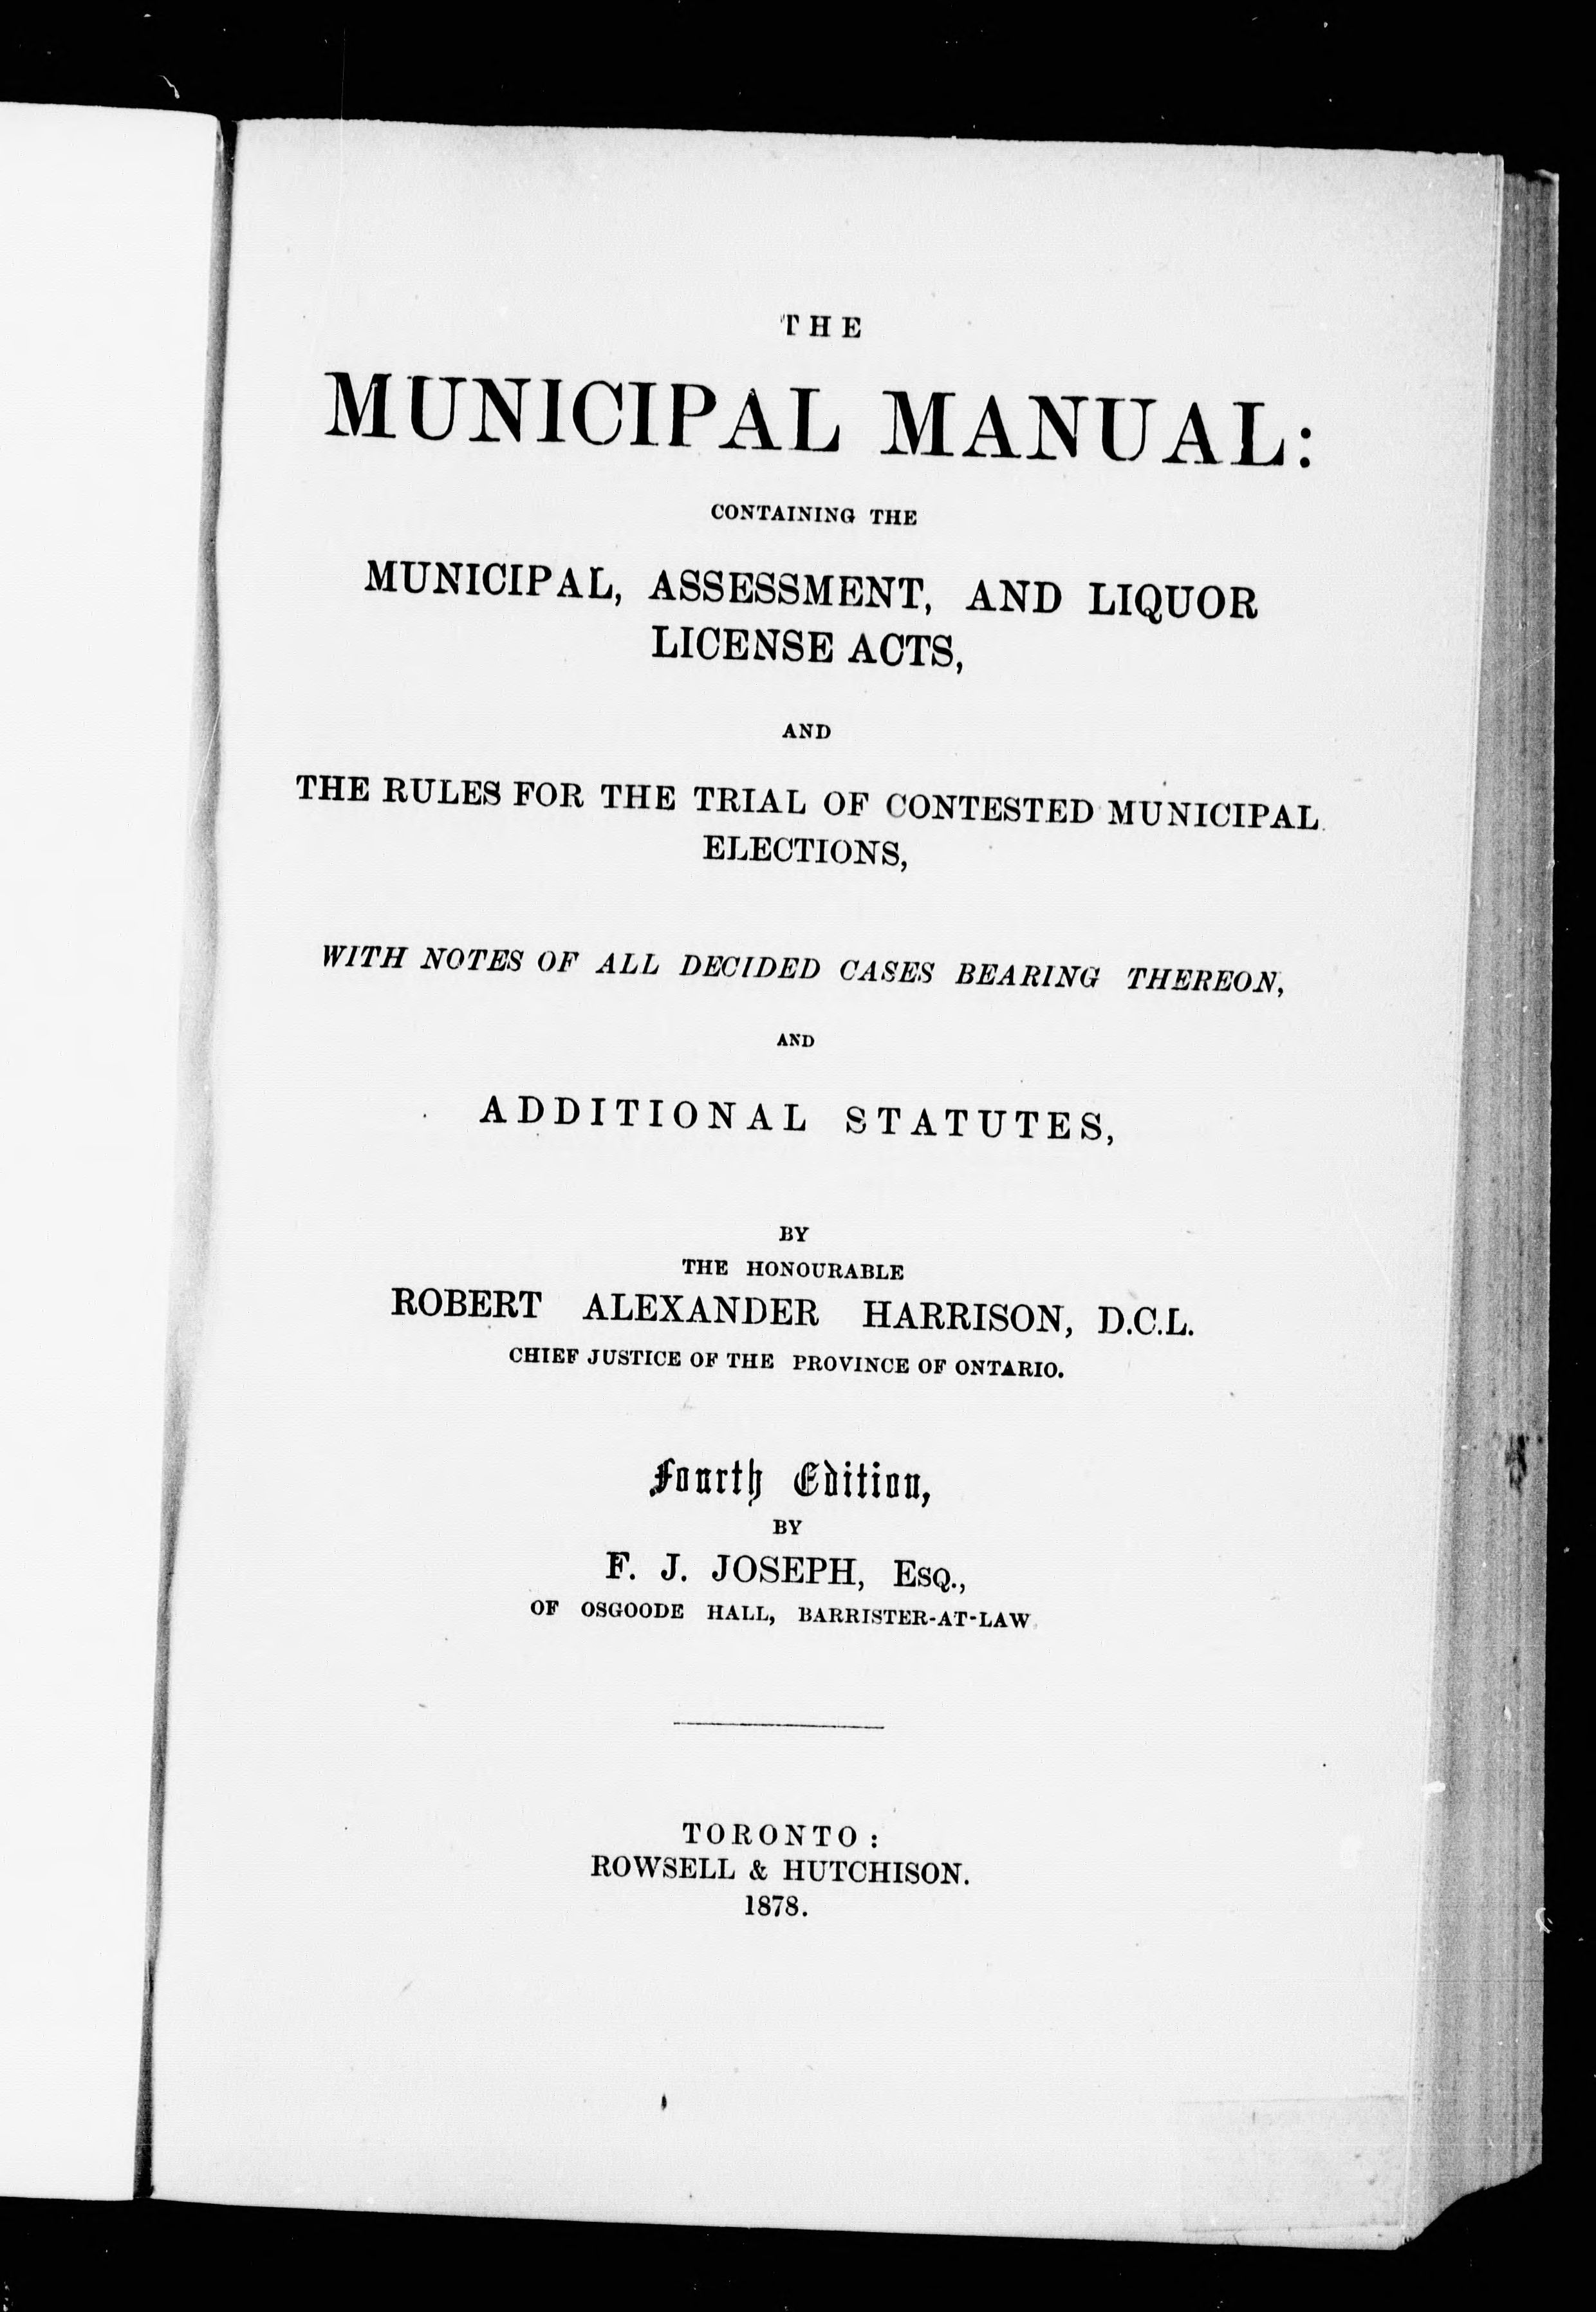 THE
MUNICIPAL MANUAL:
CONTAINING THE
MUNICIPAL, ASSESSMENT, AND LIQUOR
LICENSE ACTS,
AND
THE RULES FOR THE TRIAL OF CONTESTED MUNICIPAL
ELECTIONS,
WITH NOTES OF ALL DECIDED CASES BEARING THEREON,
AND
ADDITIONAL STATUTES,
BY
THE HONOURABLE
ROBERT ALEXANDER HARRISON, D.C.L.
CHIEF JUSTICE OF THE PROVINCE OF ONTARIO.
Fourth Edition,
BY
F. J. JOSEPH, ESQ.,
OF OSGOODE HALL, BARRISTER-AT-LAW
TORONTO:
ROWSELL & HUTCHISON.
1878.